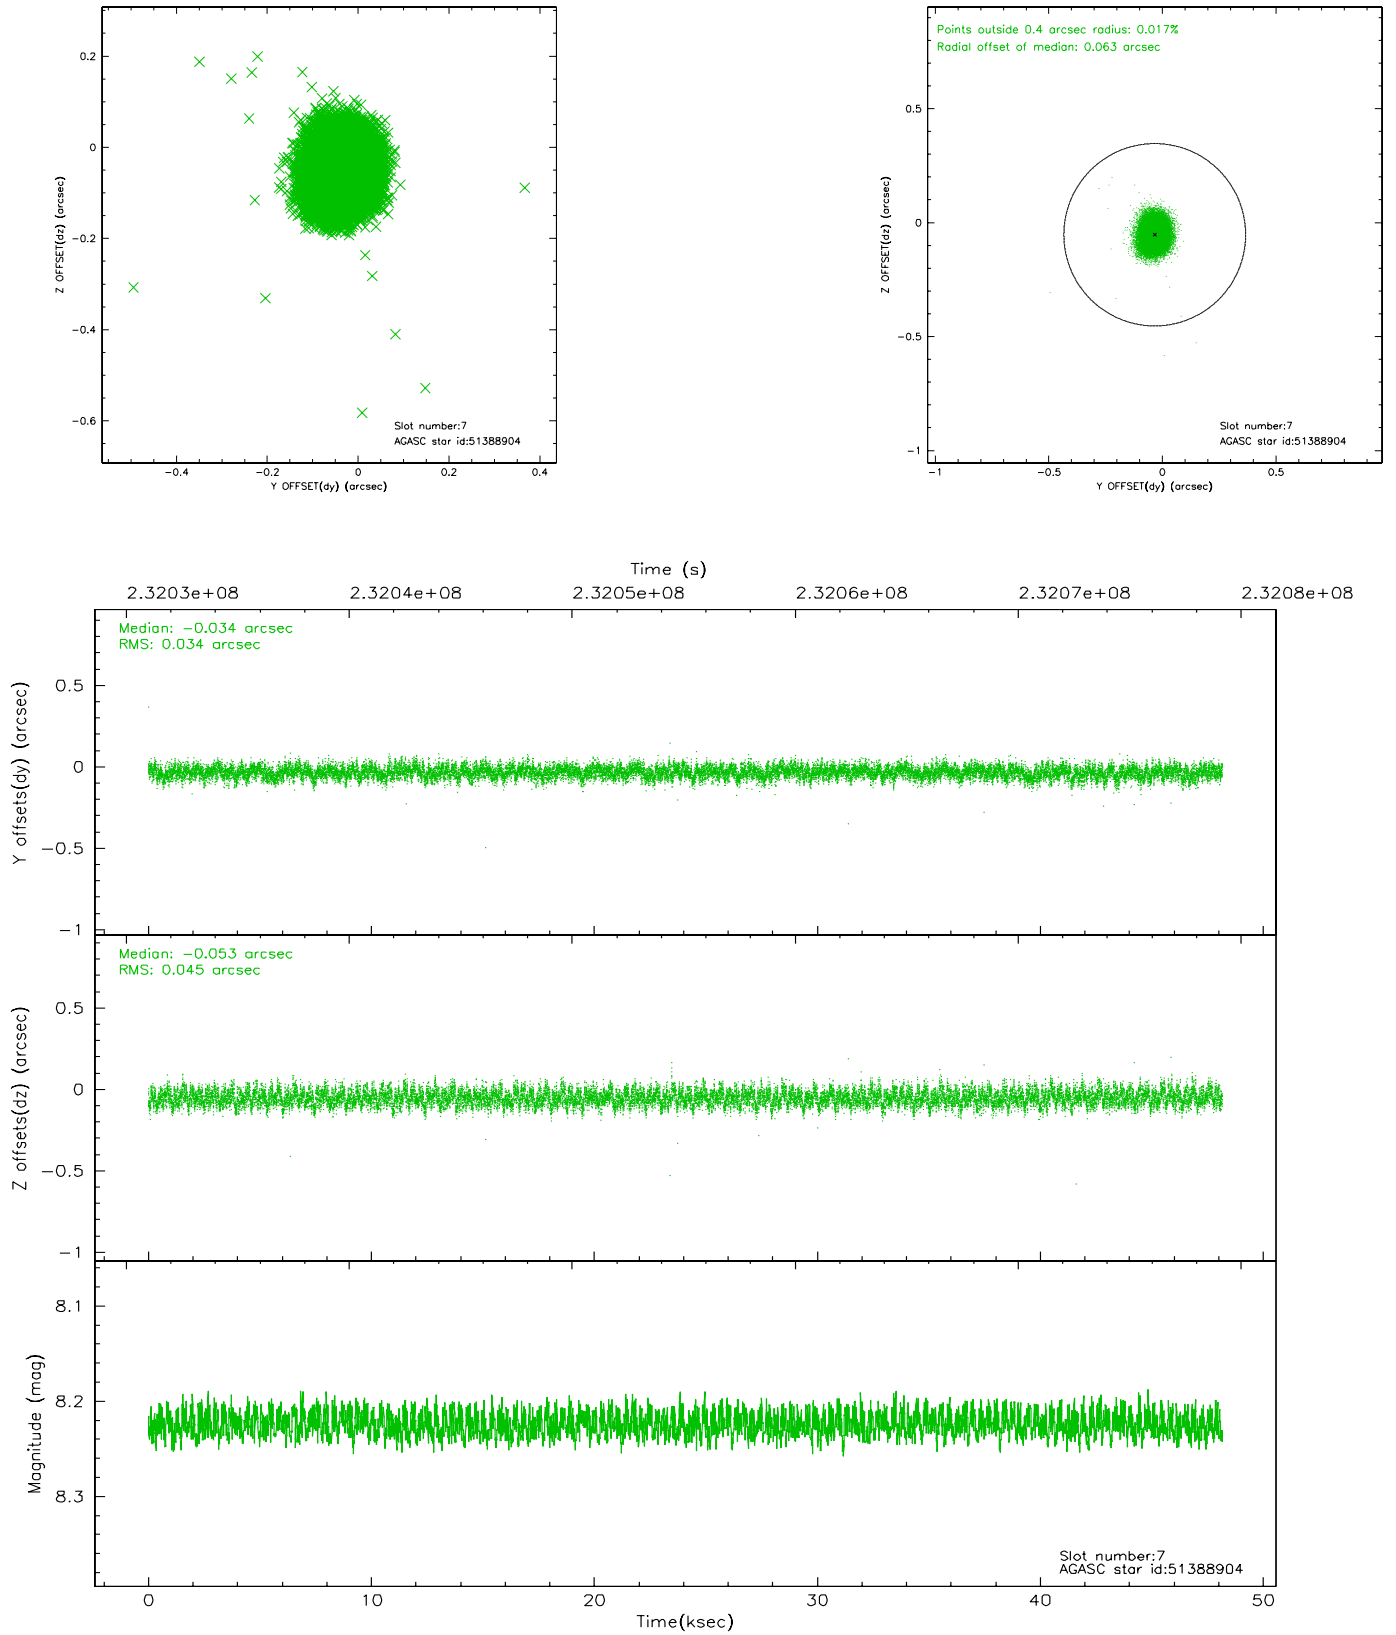 0.2
0
−0.2
−0.4
−0.6
Z OFFSET(dz) (arcsec)
−0.4
−0.2
0
0.2
0.4
Y OFFSET(dy) (arcsec)
Slot number:7
AGASC star id:51388904
Points outside 0.4 arcsec radius: 0.017%
Radial offset of median: 0.063 arcsec
0.5
0
−0.5
−1
Z OFFSET(dz) (arcsec)
−1
−0.5
0
0.5
Y OFFSET(dy) (arcsec)
Slot number:7
AGASC star id:51388904
Time (s)
2.3203e+08
2.3204e+08
2.3205e+08
2.3206e+08
2.3207e+08
2.3208e+08
Median: −0.034 arcsec
RMS: 0.034 arcsec
0.5
0
−0.5
−1
Y offsets(dy) (arcsec)
Median: −0.053 arcsec
RMS: 0.045 arcsec
0.5
0
−0.5
−1
Z offsets(dz) (arcsec)
8.1
8.2
8.3
Magnitude (mag)
Slot number:7
AGASC star id:51388904
0
10
20
30
40
50
Time(ksec)